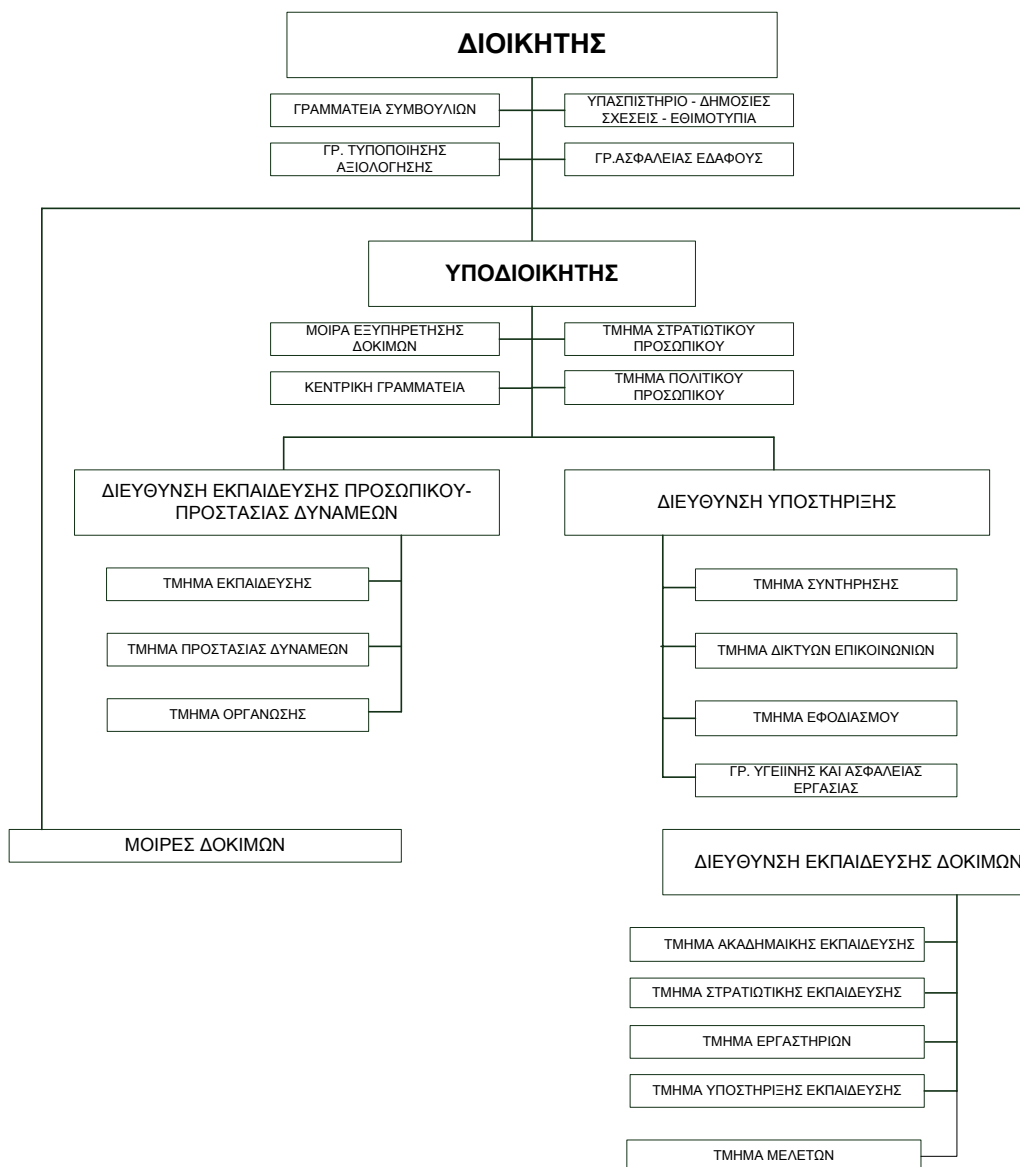 ΔΙΟΙΚΗΤΗΣ
ΓΡΑΜΜΑΤΕΙΑ ΣΥΜΒΟΥΛΙΩΝ
ΥΠΑΣΠΙΣΤΗΡΙΟ - ΔΗΜΟΣΙΕΣ
ΣΧΕΣΕΙΣ - ΕΘΙΜΟΤΥΠΙΑ
ΓΡ. ΤΥΠΟΠΟΙΗΣΗΣ
ΑΞΙΟΛΟΓΗΣΗΣ
ΓΡ.ΑΣΦΑΛΕΙΑΣ ΕΔΑΦΟΥΣ
ΥΠΟΔΙΟΙΚΗΤΗΣ
ΜΟΙΡΑ ΕΞΥΠΗΡΕΤΗΣΗΣ
ΔΟΚΙΜΩΝ
ΤΜΗΜΑ ΣΤΡΑΤΙΩΤΙΚΟΥ
ΠΡΟΣΩΠΙΚΟΥ
ΚΕΝΤΡΙΚΗ ΓΡΑΜΜΑΤΕΙΑ
ΤΜΗΜΑ ΠΟΛΙΤΙΚΟΥ
ΠΡΟΣΩΠΙΚΟΥ
ΔΙΕΥΘΥΝΣΗ ΕΚΠΑΙΔΕΥΣΗΣ ΠΡΟΣΩΠΙΚΟΥ-
ΠΡΟΣΤΑΣΙΑΣ ΔΥΝΑΜΕΩΝ
ΤΜΗΜΑ ΕΚΠΑΙΔΕΥΣΗΣ
ΤΜΗΜΑ ΠΡΟΣΤΑΣΙΑΣ ΔΥΝΑΜΕΩΝ
ΤΜΗΜΑ ΟΡΓΑΝΩΣΗΣ
ΔΙΕΥΘΥΝΣΗ ΥΠΟΣΤΗΡΙΞΗΣ
ΤΜΗΜΑ ΣΥΝΤΗΡΗΣΗΣ
ΤΜΗΜΑ ΔΙΚΤΥΩΝ ΕΠΙΚΟΙΝΩΝΙΩΝ
ΤΜΗΜΑ ΕΦΟΔΙΑΣΜΟΥ
ΓΡ. ΥΓΕΙΙΝΗΣ ΚΑΙ ΑΣΦΑΛΕΙΑΣ
ΕΡΓΑΣΙΑΣ
ΜΟΙΡΕΣ ΔΟΚΙΜΩΝ
ΔΙΕΥΘΥΝΣΗ ΕΚΠΑΙΔΕΥΣΗΣ ΔΟΚΙΜΩΝ
ΤΜΗΜΑ ΑΚΑΔΗΜΑΙΚΗΣ ΕΚΠΑΙΔΕΥΣΗΣ
ΤΜΗΜΑ ΣΤΡΑΤΙΩΤΙΚΗΣ ΕΚΠΑΙΔΕΥΣΗΣ
ΤΜΗΜΑ ΕΡΓΑΣΤΗΡΙΩΝ
ΤΜΗΜΑ ΥΠΟΣΤΗΡΙΞΗΣ ΕΚΠΑΙΔΕΥΣΗΣ
ΤΜΗΜΑ ΜΕΛΕΤΩΝ